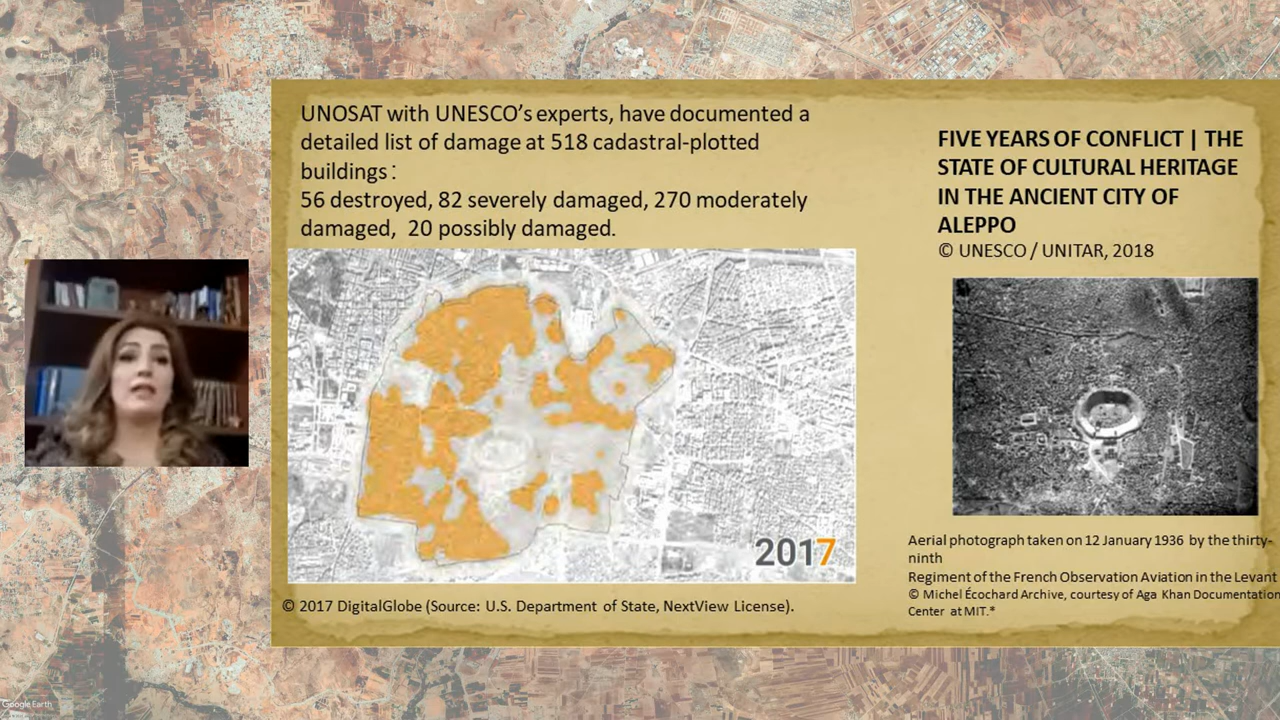 UNOSAT with UNESCO's experts, have documented a
detailed list of damage at 518 cadastral-plotted
buildings :
56 destroyed, 82 severely damaged, 270 moderately
damaged, 20 possibly damaged.
2017
© 2017 DigitalGlobe (Source: U.S. Department of State, NextView License).
FIVE YEARS OF CONFLICT | THE
STATE OF CULTURAL HERITAGE
IN THE ANCIENT CITY OF
ALEPPO
© UNESCO / UNITAR, 2018
Aerial photograph taken on 12 January 1936 by the thirty-
ninth
Regiment of the French Observation Aviation in the Levant
© Michel Écochard Archive, courtesy of Aga Khan Documentation
Center at MIT.*
Google Earth